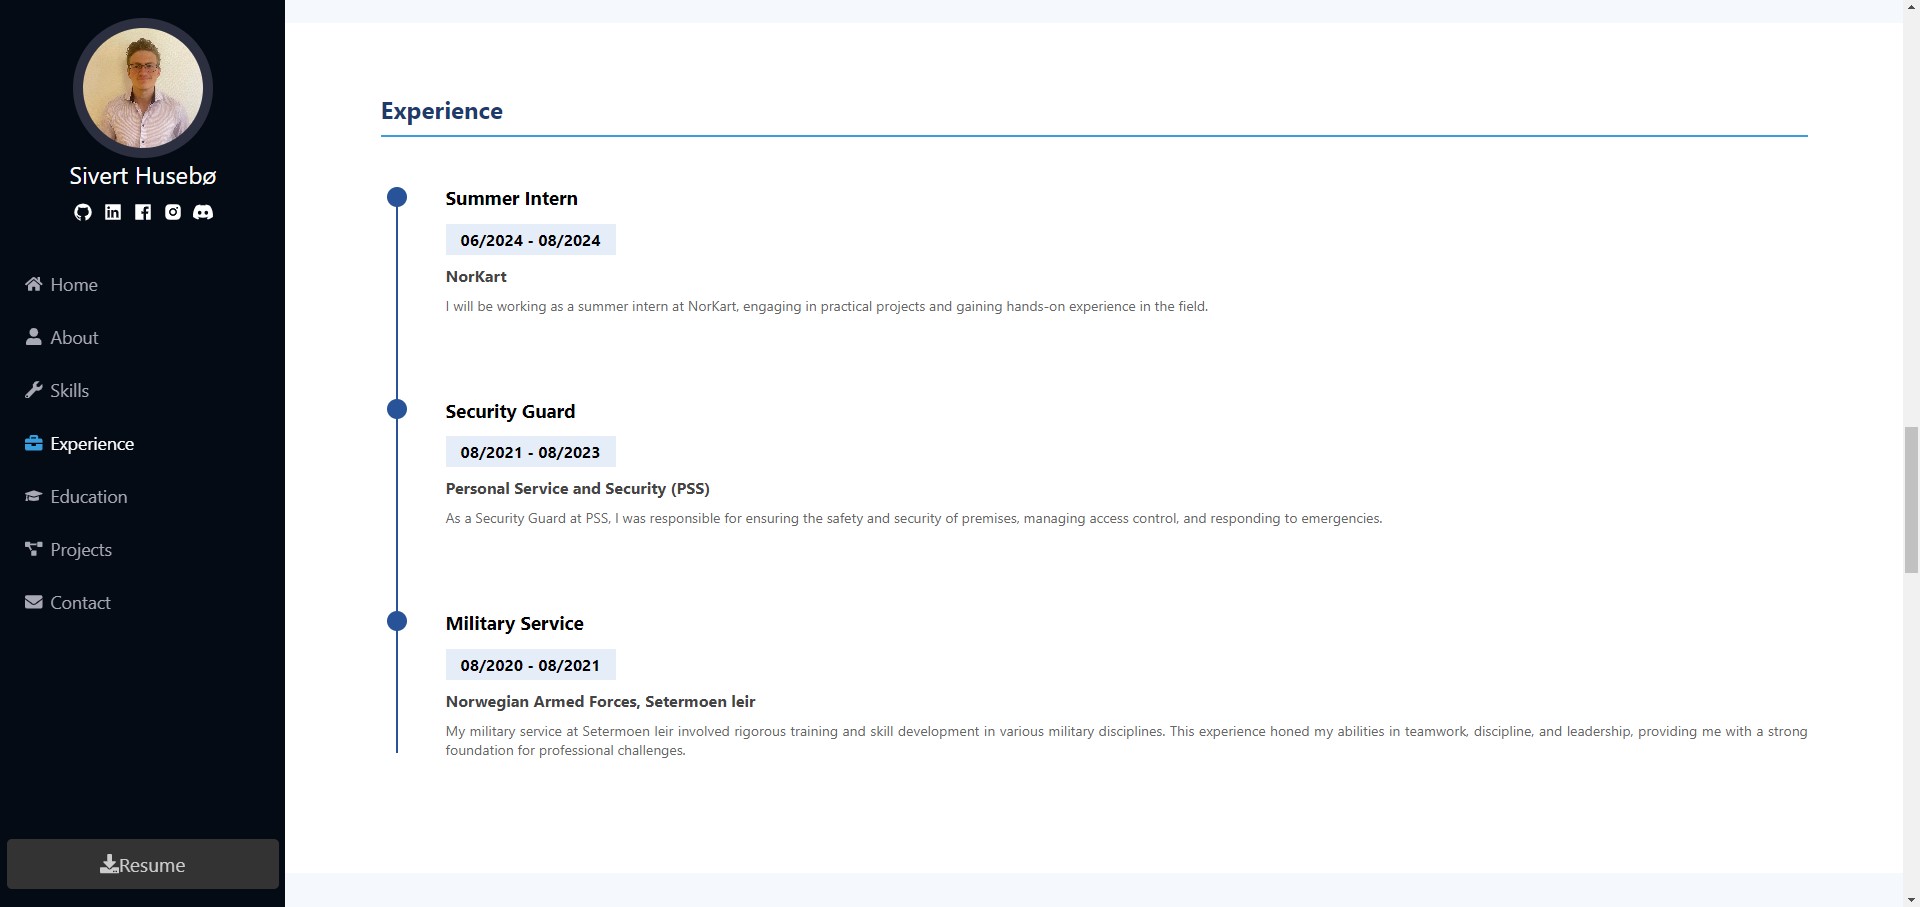 Sivert Husebø
Home
About
Skills
Experience
Education
Projects
Contact
Resume
Experience
Summer Intern
06/2024 - 08/2024
NorKart
I will be working as a summer intern at NorKart, engaging in practical projects and gaining hands-on experience in the field.
Security Guard
08/2021 - 08/2023
Personal Service and Security (PSS)
As a Security Guard at PSS, I was responsible for ensuring the safety and security of premises, managing access control, and responding to emergencies.
Military Service
08/2020 - 08/2021
Norwegian Armed Forces, Setermoen leir
My military service at Setermoen leir involved rigorous training and skill development in various military disciplines. This experience honed my abilities in teamwork, discipline, and leadership, providing me with a strong
foundation for professional challenges.